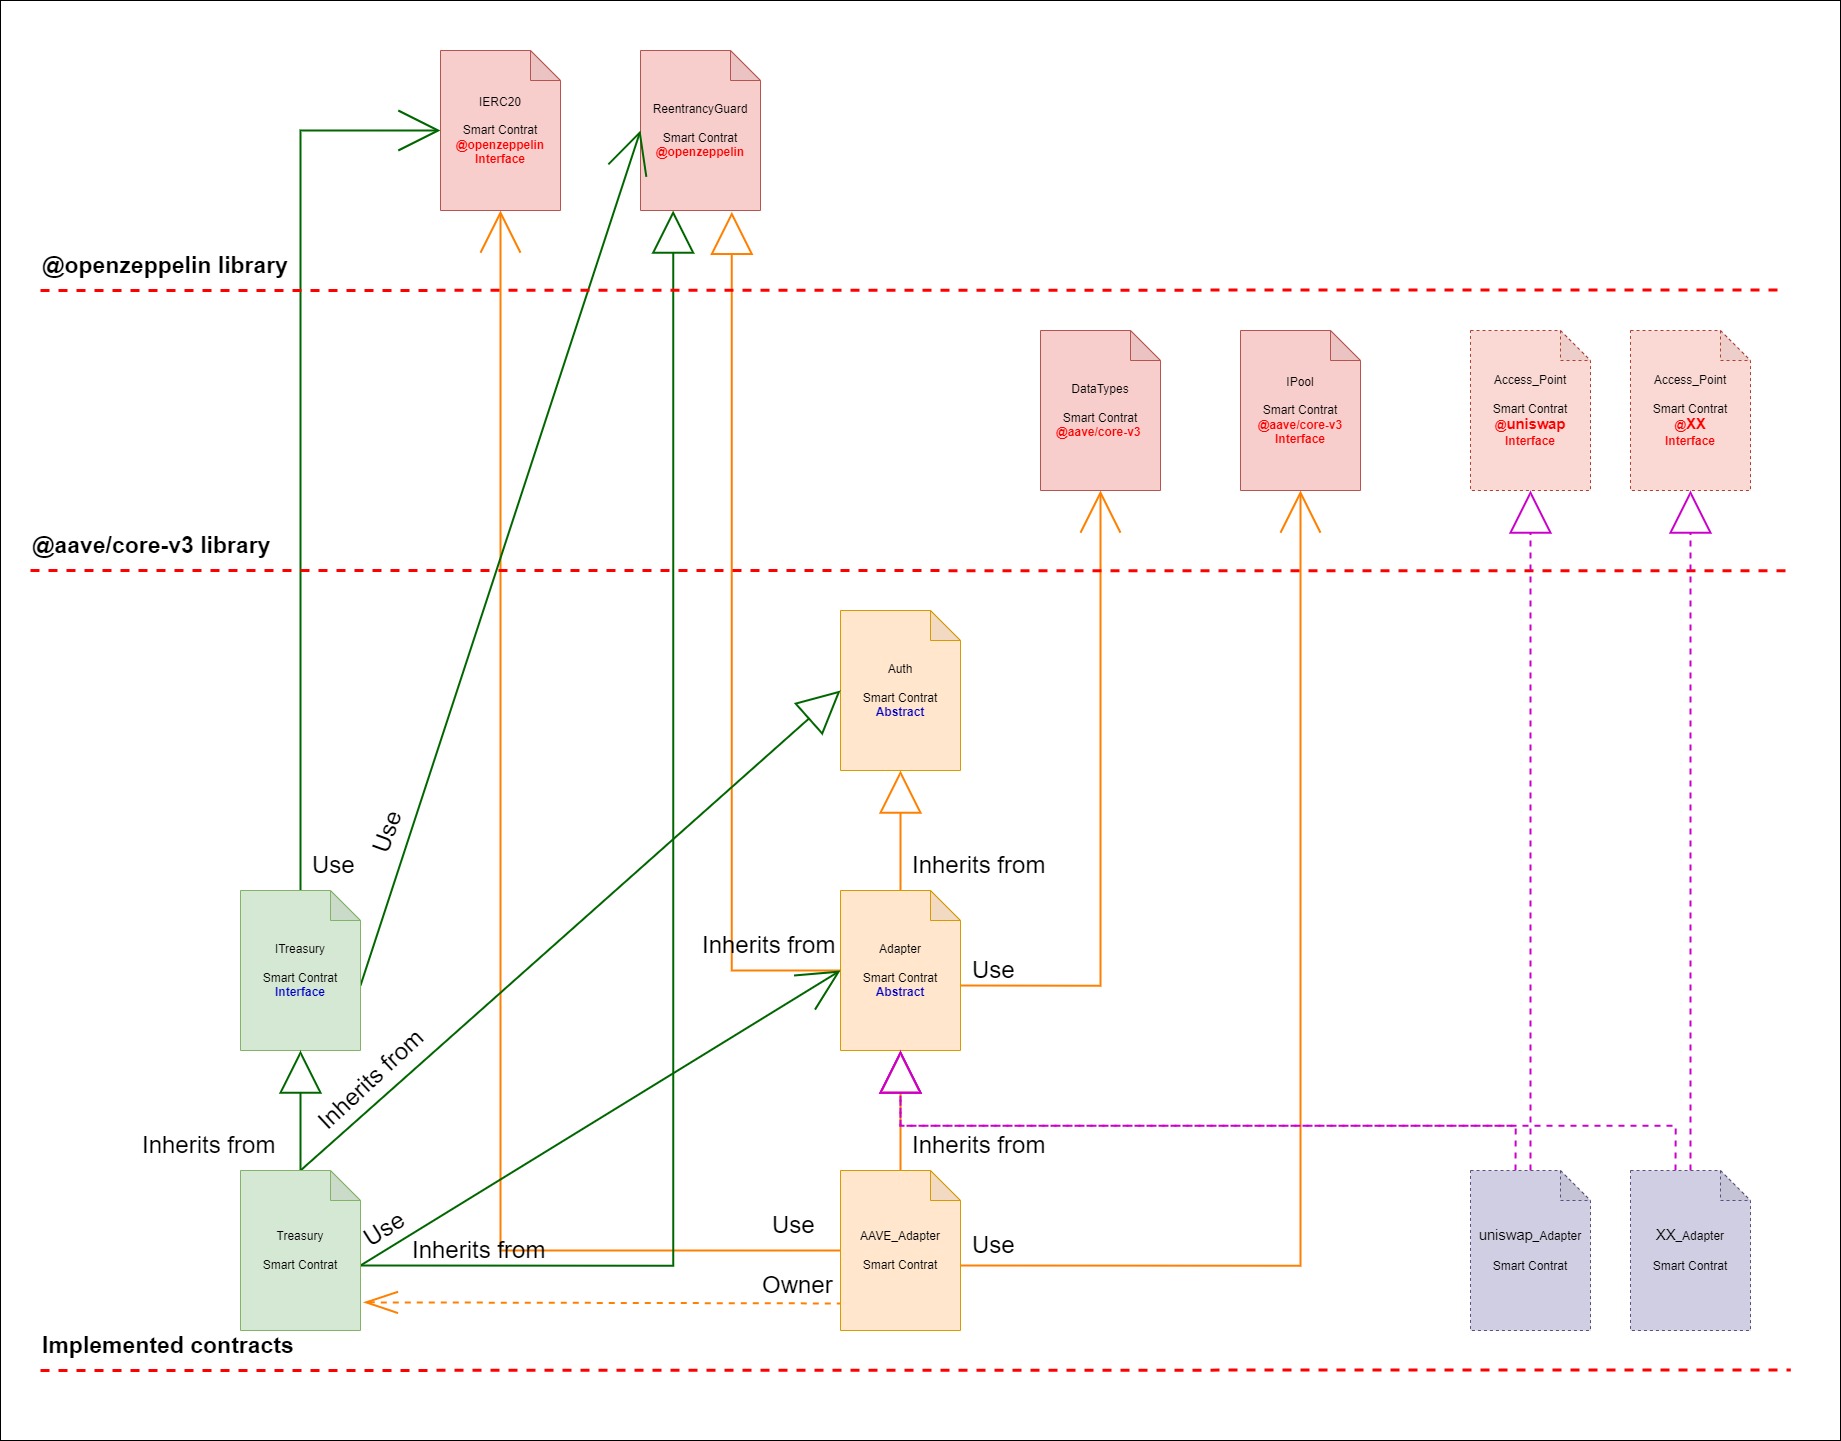 IERC20
Smart Contrat
@openzeppelin
Interface
ReentrancyGuard
Smart Contrat
@openzeppelin
@openzeppelin library
DataTypes
Smart Contrat
@aave/core-v3
IPool
Smart Contrat
@aave/core-v3
Interface
Access_Point
Smart Contrat
@uniswap
Interface
Access_Point
Smart Contrat
@XX
Interface
@aave/core-v3 library
Auth
Smart Contrat
Abstract
Use
Use
Inherits from
ITreasury
Smart Contrat
Interface
Inherits from
Adapter
Smart Contrat
Abstract
Use
Inherits from
Inherits from
Inherits from
Treasury
Smart Contrat
Use
Inherits from
Use
AAVE_Adapter
Smart Contrat
Use
Owner
uniswap_Adapter
Smart Contrat
XX_Adapter
Smart Contrat
Implemented contracts